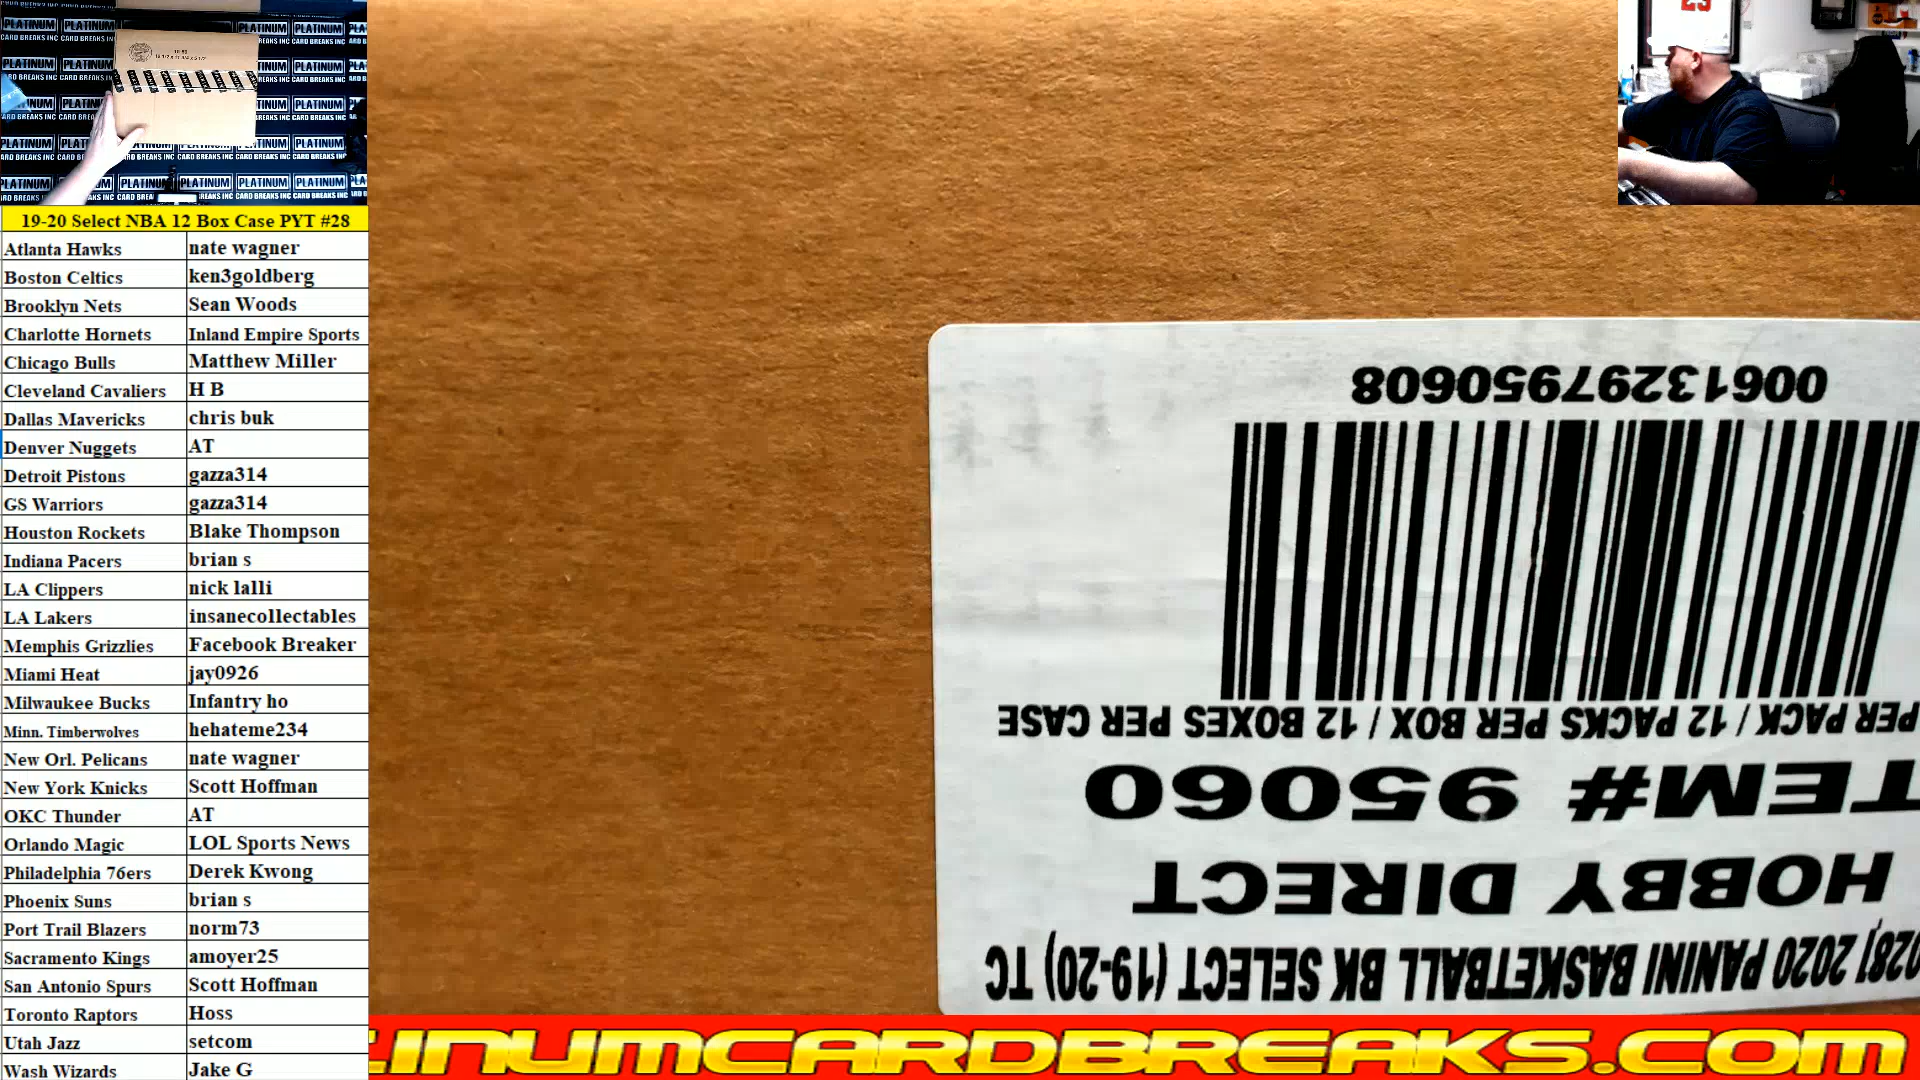 PLATINUM
CARD BREAKS INC
19-20 Select NBA 12 Box Case PYT #28
Atlanta Hawks nate wagner
Boston Celtics ken3goldberg
Brooklyn Nets Sean Woods
Charlotte Hornets Inland Empire Sports
Chicago Bulls Matthew Miller
Cleveland Cavaliers H B
Dallas Mavericks chris buk
Denver Nuggets AT
Detroit Pistons gazza314
GS Warriors gazza314
Houston Rockets Blake Thompson
Indiana Pacers brian s
LA Clippers nick lalli
LA Lakers insanecollectables
Memphis Grizzlies Facebook Breaker
Miami Heat jay0926
Milwaukee Bucks Infantry ho
Minn. Timberwolves hehateme234
New Orl. Pelicans nate wagner
New York Knicks Scott Hoffman
OKC Thunder AT
Orlando Magic LOL Sports News
Philadelphia 76ers Derek Kwong
Phoenix Suns brian s
Port Trail Blazers norm73
Sacramento Kings amoyer25
San Antonio Spurs Scott Hoffman
Toronto Raptors Hoss
Utah Jazz setcom
Wash Wizards Jake G
23
028] 2020 PANINI BASKETBALL BK SELECT (19-20) TC
HOBBY DIRECT
TEM# 95060
PER PACK / 12 PACKS PER BOX / 12 BOXES PER CASE
00613297950608
INUMCARDBREAKS.COM